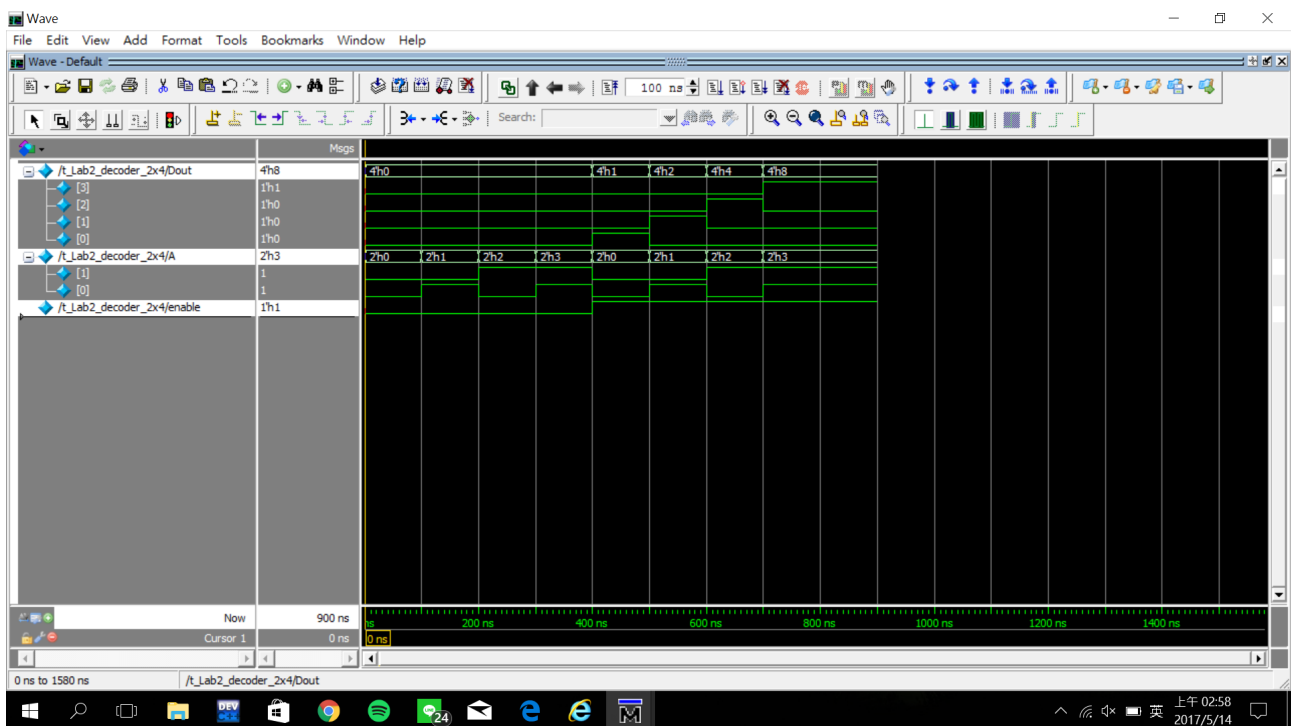 Wave
File Edit View Add Format Tools Bookmarks Window Help
Wave - Default
100 ns
Search:
Msgs
/t_Lab2_decoder_2x4/Dout 4'h8 4'h0 4'h1 4'h2 4'h4 4'h8
[3] 1'h1
[2] 1'h0
[1] 1'h0
[0] 1'h0
/t_Lab2_decoder_2x4/A 2'h3 2'h0 2'h1 2'h2 2'h3 2'h0 2'h1 2'h2 2'h3
[1] 1
[0] 1
/t_Lab2_decoder_2x4/enable 1'h1
Now 900 ns ns 200 ns 400 ns 600 ns 800 ns 1000 ns 1200 ns 1400 ns
Cursor 1 0 ns 0 ns
0 ns to 1580 ns /t_Lab2_decoder_2x4/Dout
DEV 24 M 英 上午 02:58
2017/5/14